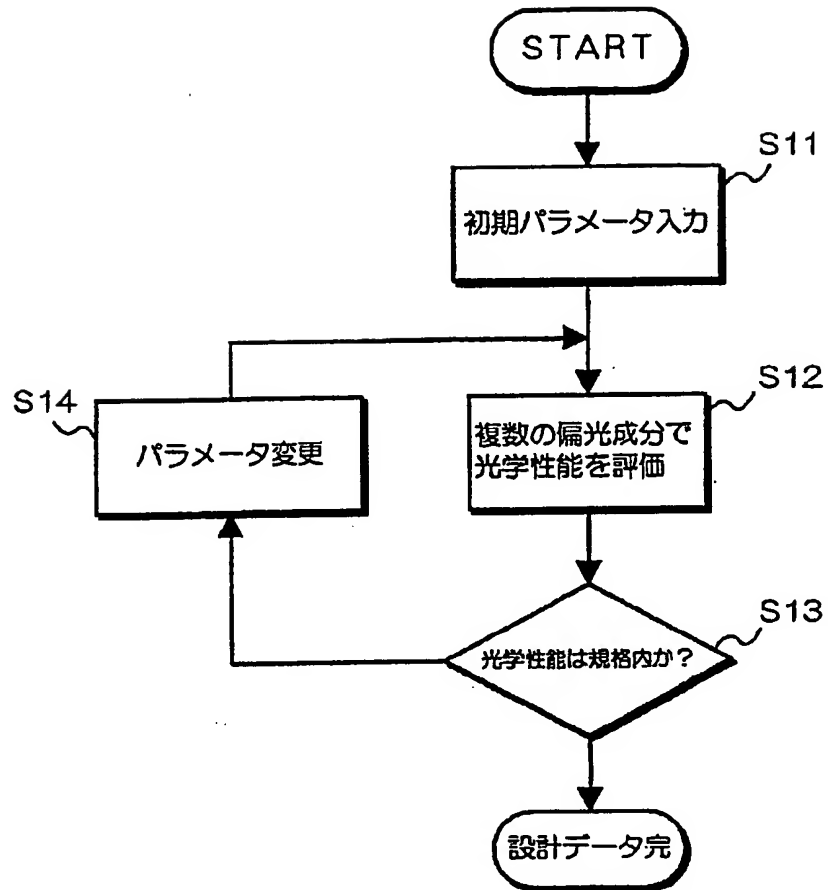 START
S11
初期パラメータ入力
S12
複数の偏光成分で
光学性能を評価
S14
パラメータ変更
S13
光学性能は規格内か?
設計データ完